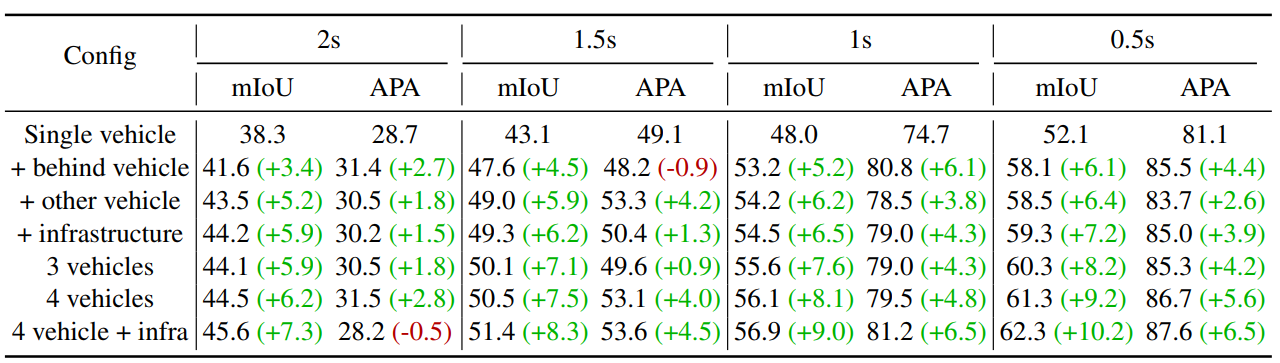 Config 2s 1.5s 1s 0.5s
mIoU APA mIoU APA mIoU APA mIoU APA
Single vehicle 38.3 28.7 43.1 49.1 48.0 74.7 52.1 81.1
+ behind vehicle 41.6 (+3.4) 31.4 (+2.7) 47.6 (+4.5) 48.2 (-0.9) 53.2 (+5.2) 80.8 (+6.1) 58.1 (+6.1) 85.5 (+4.4)
+ other vehicle 43.5 (+5.2) 30.5 (+1.8) 49.0 (+5.9) 53.3 (+4.2) 54.2 (+6.2) 78.5 (+3.8) 58.5 (+6.4) 83.7 (+2.6)
+ infrastructure 44.2 (+5.9) 30.2 (+1.5) 49.3 (+6.2) 50.4 (+1.3) 54.5 (+6.5) 79.0 (+4.3) 59.3 (+7.2) 85.0 (+3.9)
3 vehicles 44.1 (+5.9) 30.5 (+1.8) 50.1 (+7.1) 49.6 (+0.9) 55.6 (+7.6) 79.0 (+4.3) 60.3 (+8.2) 85.3 (+4.2)
4 vehicles 44.5 (+6.2) 31.5 (+2.8) 50.5 (+7.5) 53.1 (+4.0) 56.1 (+8.1) 79.5 (+4.8) 61.3 (+9.2) 86.7 (+5.6)
4 vehicle + infra 45.6 (+7.3) 28.2 (-0.5) 51.4 (+8.3) 53.6 (+4.5) 56.9 (+9.0) 81.2 (+6.5) 62.3 (+10.2) 87.6 (+6.5)